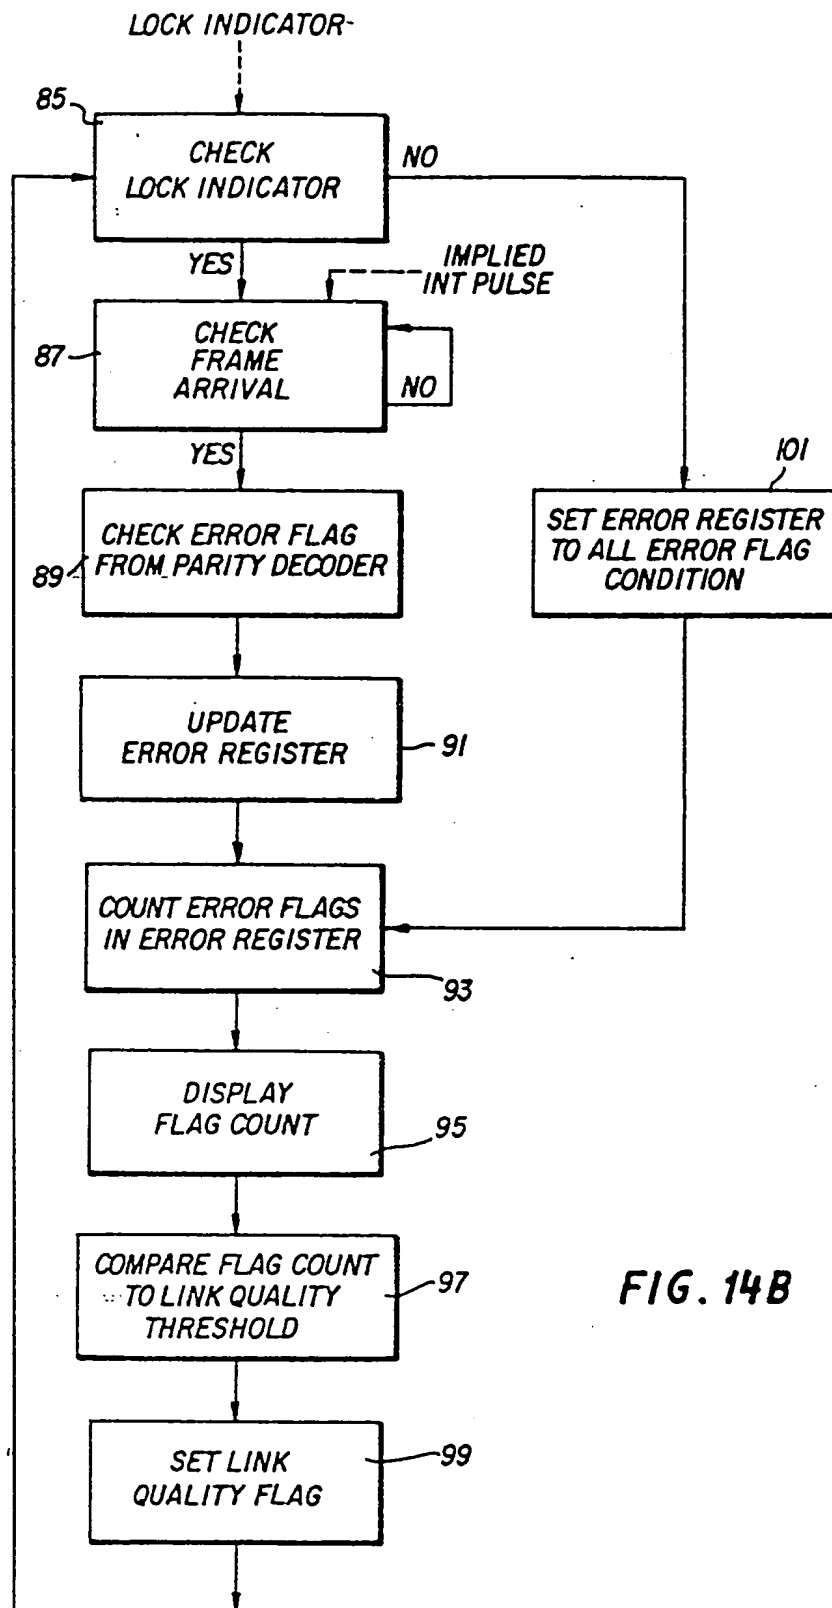 LOCK INDICATOR
85
CHECK
LOCK INDICATOR
NO
YES
IMPLIED
INT PULSE
87
CHECK
FRAME
ARRIVAL
NO
YES
101
89
CHECK ERROR FLAG
FROM PARITY DECODER
SET ERROR REGISTER
TO ALL ERROR FLAG
CONDITION
UPDATE
ERROR REGISTER
91
COUNT ERROR FLAGS
IN ERROR REGISTER
93
DISPLAY
FLAG COUNT
95
COMPARE FLAG COUNT
TO LINK QUALITY
THRESHOLD
97
FIG. 14B
SET LINK
QUALITY FLAG
99